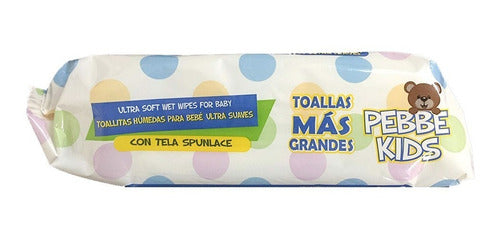 ULTRA SOFT WET WIPES FOR BABY
TOALLITAS HÚMEDAS PARA BEBÉ ULTRA SUAVES
CON TELA SPUNLACE
TOALLAS
MÁS
GRANDES
PEBBE
KIDS